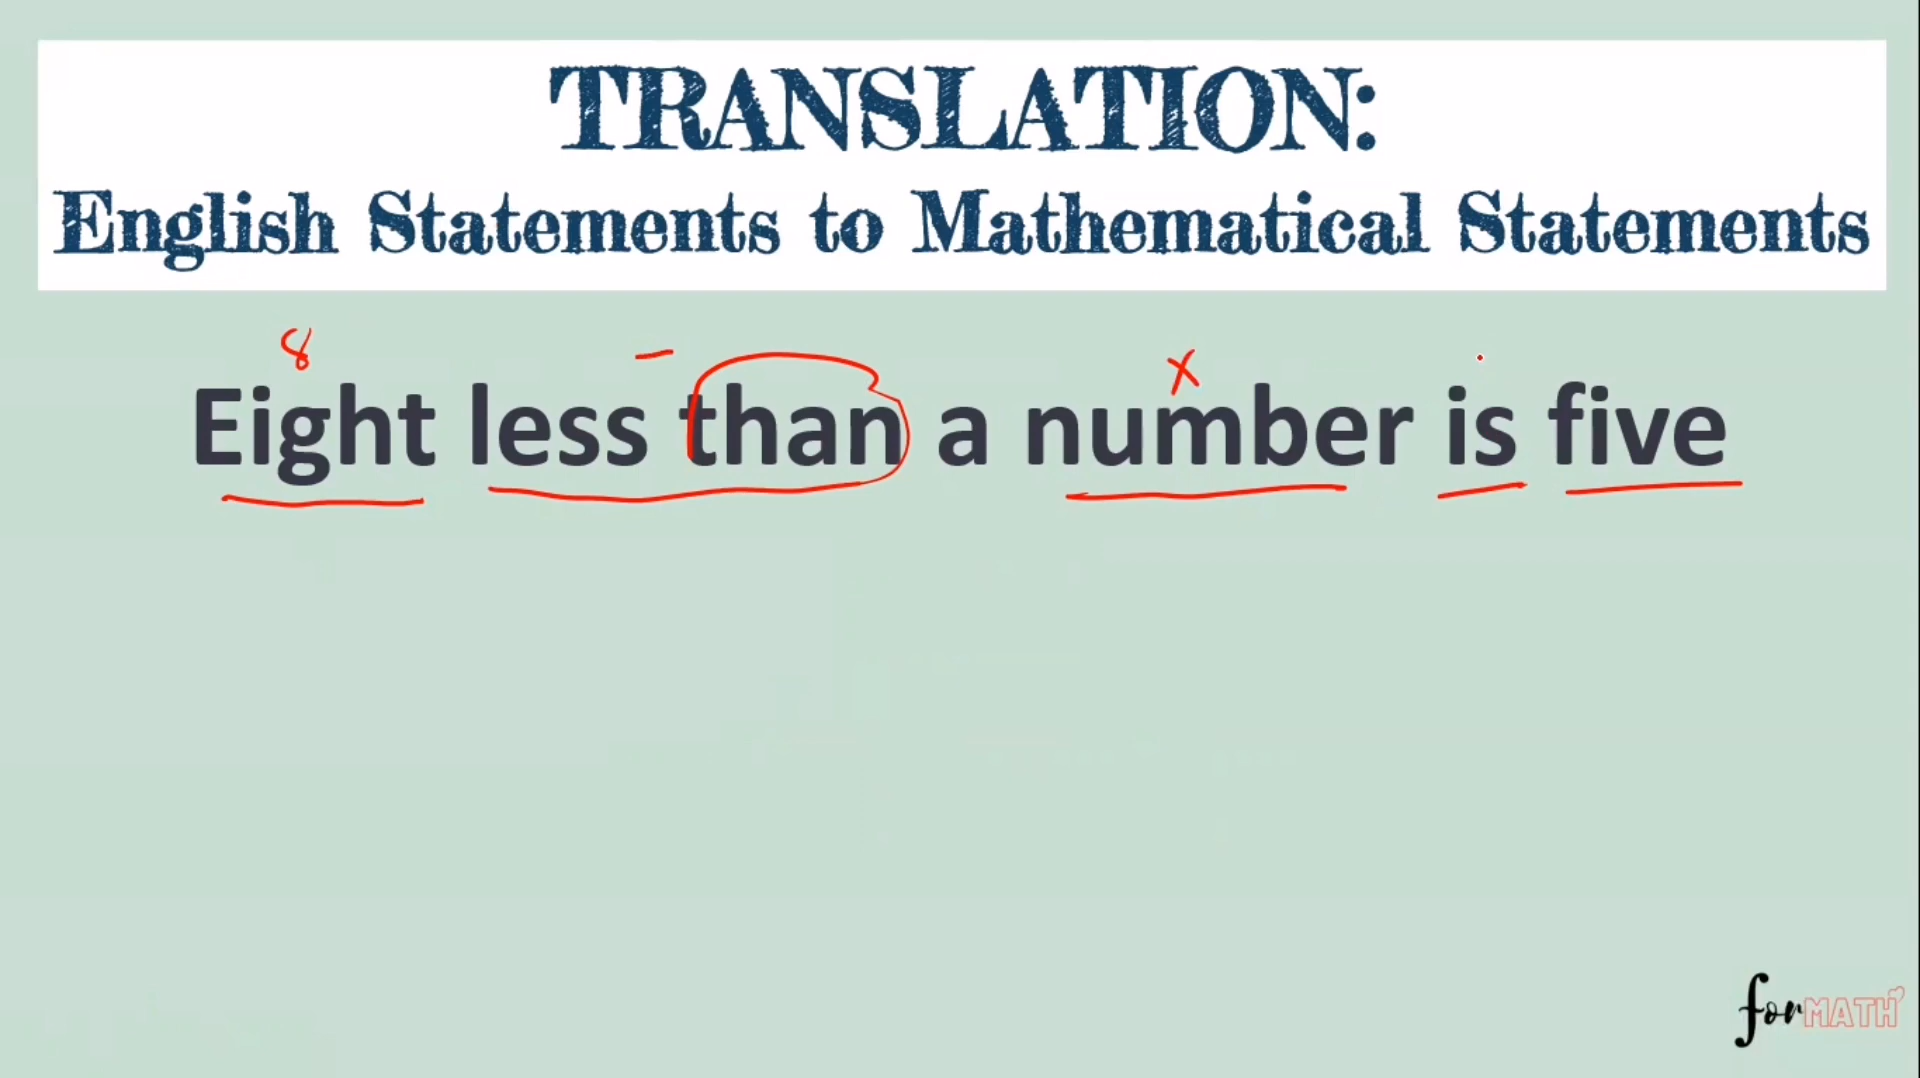 TRANSLATION:
English Statements to Mathematical Statements
8 − x
Eight less than a number is five
forMATH